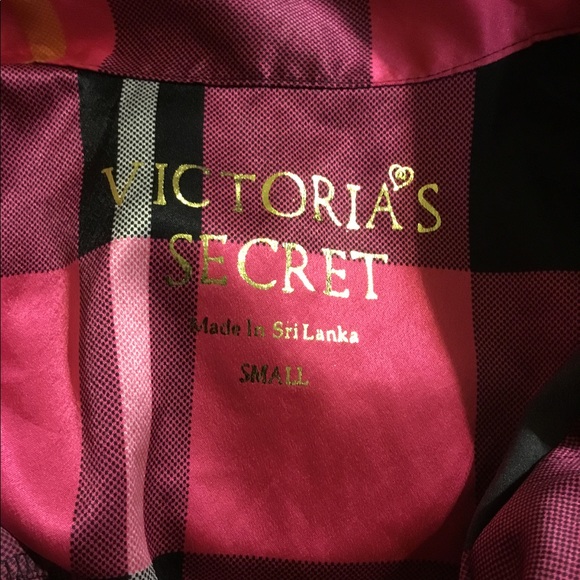 VICTORIA'S
SECRET
Made In Sri Lanka
SMALL